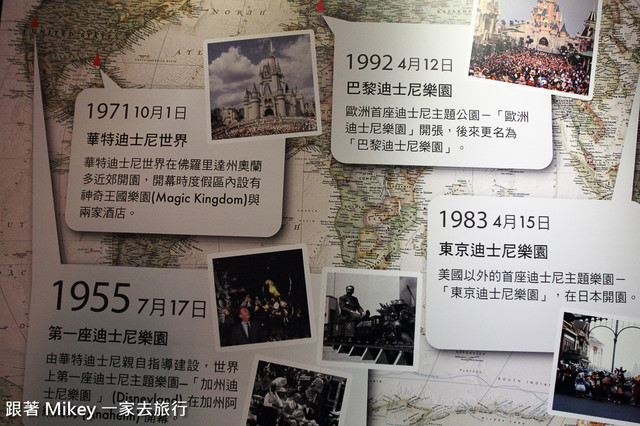 1971 10月1日
華特迪士尼世界
華特迪士尼世界在佛羅里達州奧蘭
多近郊開園，開幕時度假區內設有
神奇王國樂園(Magic Kingdom)與
兩家酒店。
1992 4月12日
巴黎迪士尼樂園
歐洲首座迪士尼主題公園－「歐洲
迪士尼樂園」開張，後來更名為
「巴黎迪士尼樂園」。
1983 4月15日
東京迪士尼樂園
美國以外的首座迪士尼主題樂園－
「東京迪士尼樂園」，在日本開園。
1955 7月17日
第一座迪士尼樂園
由華特迪士尼親自指導建設，世界
上第一座迪士尼主題樂園－「加州迪
士尼樂園」(Disneyland) 在加州阿
(Anaheim) 開幕。
跟著 Mikey 一家去旅行